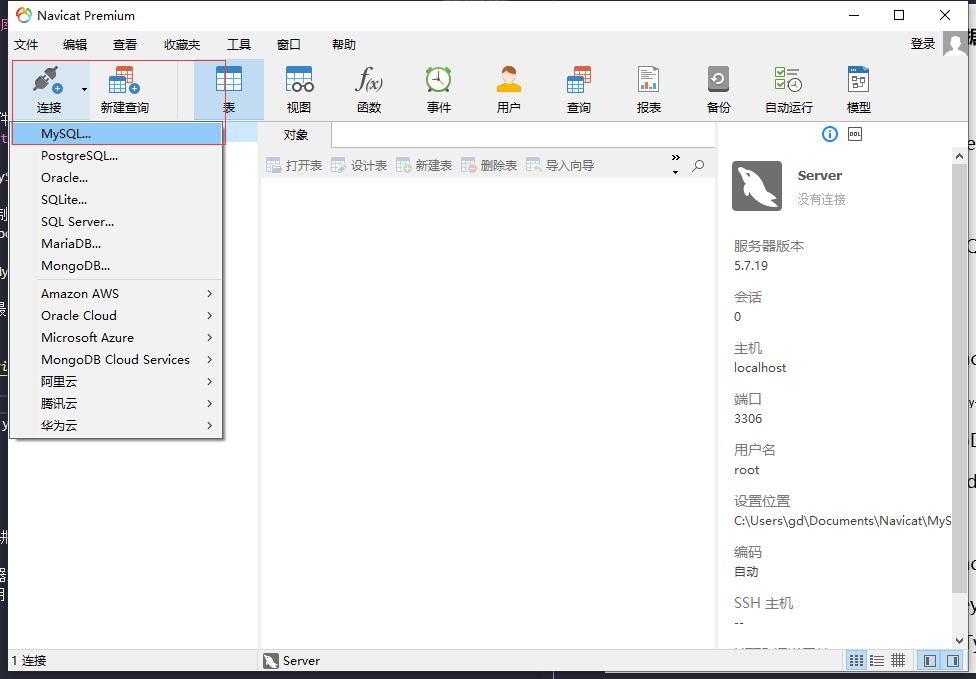 Navicat Premium
文件 编辑 查看 收藏夹 工具 窗口 帮助 登录
连接 新建查询 表 视图 函数 事件 用户 查询 报表 备份 自动运行 模型
MySQL...
PostgreSQL...
Oracle...
SQLite...
SQL Server...
MariaDB...
MongoDB...
Amazon AWS
Oracle Cloud
Microsoft Azure
MongoDB Cloud Services
阿里云
腾讯云
华为云
对象
打开表 设计表 新建表 删除表 导入向导
DDL
Server
没有连接
服务器版本
5.7.19
会话
0
主机
localhost
端口
3306
用户名
root
设置位置
C:\Users\gd\Documents\Navicat\MyS
编码
自动
SSH 主机
--
1 连接 Server